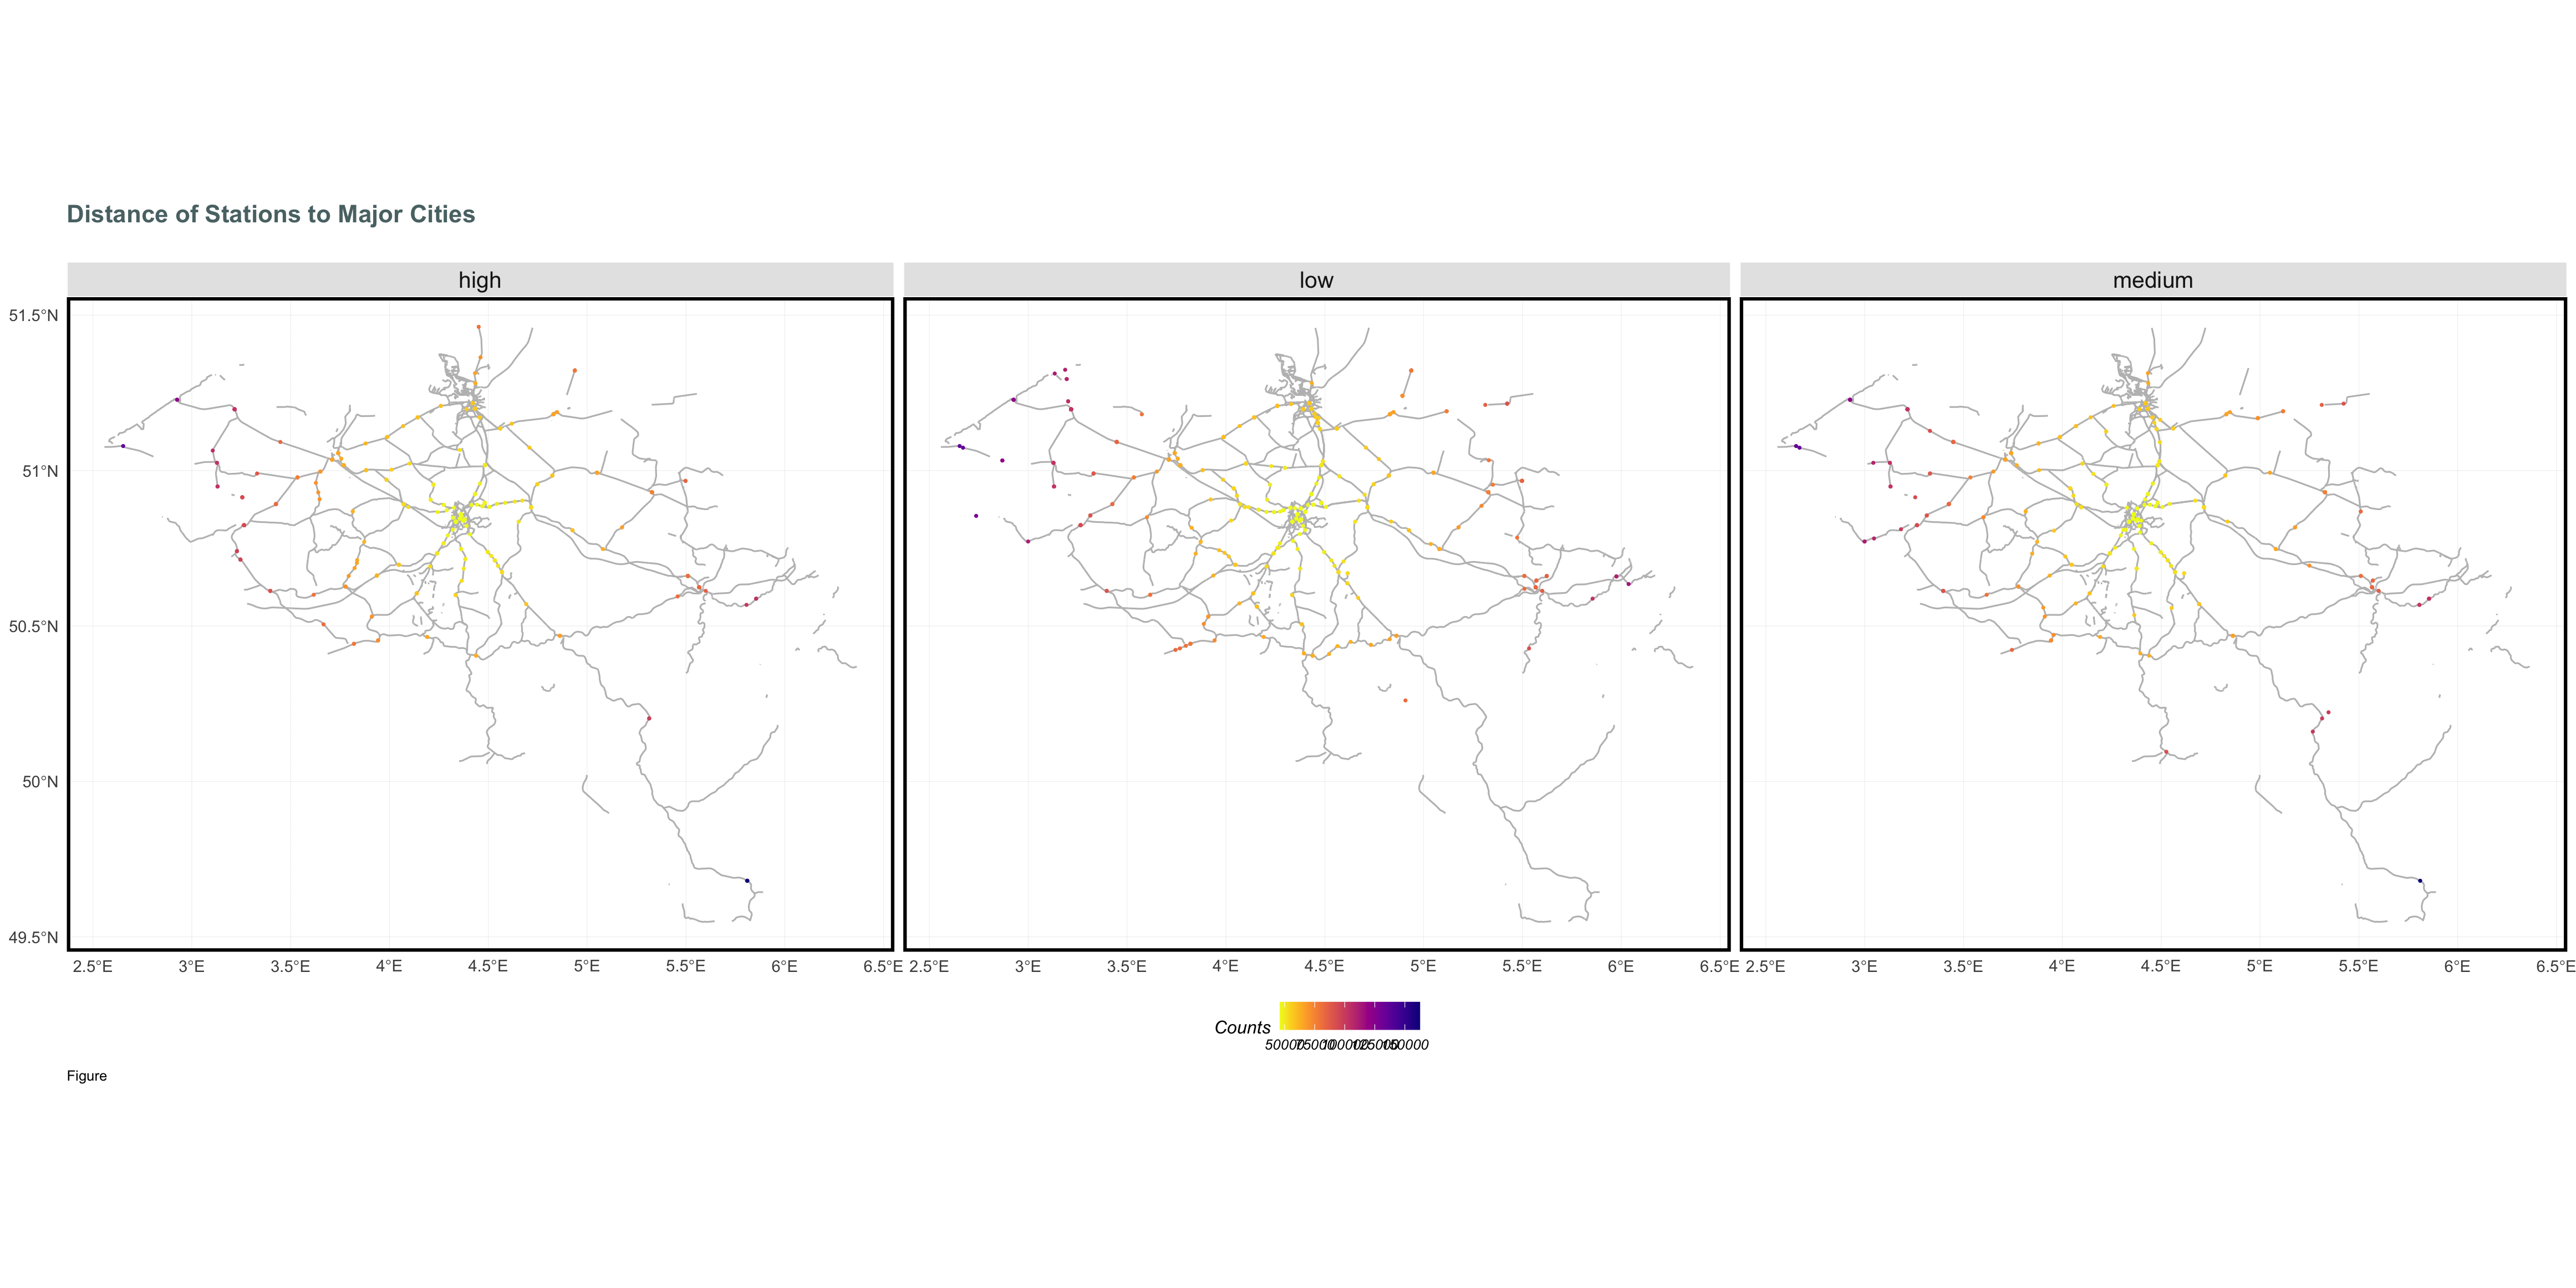 Distance of Stations to Major Cities
high low medium
51.5°N
51°N
50.5°N
50°N
49.5°N
2.5°E 3°E 3.5°E 4°E 4.5°E 5°E 5.5°E 6°E 6.5°E 2.5°E 3°E 3.5°E 4°E 4.5°E 5°E 5.5°E 6°E 6.5°E 2.5°E 3°E 3.5°E 4°E 4.5°E 5°E 5.5°E 6°E 6.5°E
Counts
50000 75000 100000 125000 150000
Figure